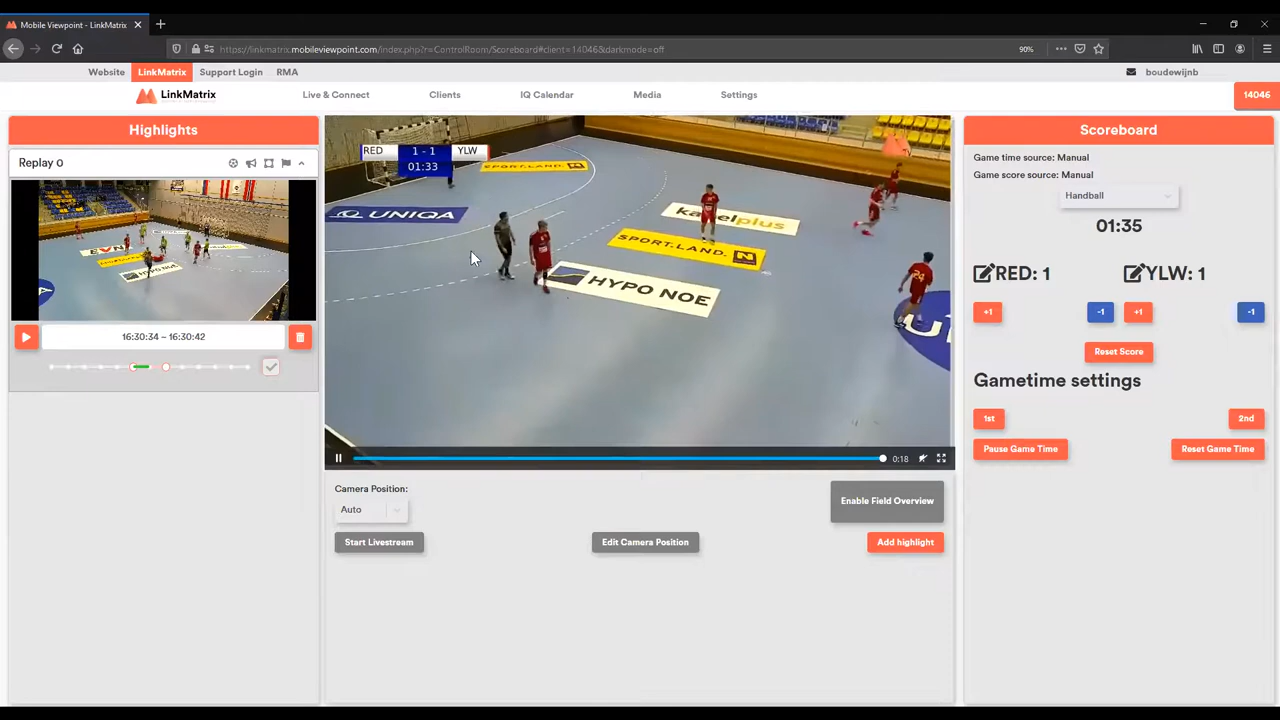 Mobile Viewpoint - LinkMatrix
https://linkmatrix.mobileviewpoint.com/index.php?r=ControlRoom/Scoreboard#client=14046&darkmode=off
90%
Website
LinkMatrix
Support Login
RMA
boudewijnb
LinkMatrix
Live & Connect
Clients
IQ Calendar
Media
Settings
14046
Highlights
Replay 0
EVN
HYPO NOE
16:30:34 – 16:30:42
RED
1 - 1
YLW
01:33
SPORT.LAND.
UNIQA
kabelplus
SPORT.LAND. N
HYPO NOE
24
0:18
Camera Position:
Auto
Enable Field Overview
Start Livestream
Edit Camera Position
Add highlight
Scoreboard
Game time source: Manual
Game score source: Manual
Handball
01:35
RED: 1
YLW: 1
+1
-1
+1
-1
Reset Score
Gametime settings
1st
2nd
Pause Game Time
Reset Game Time